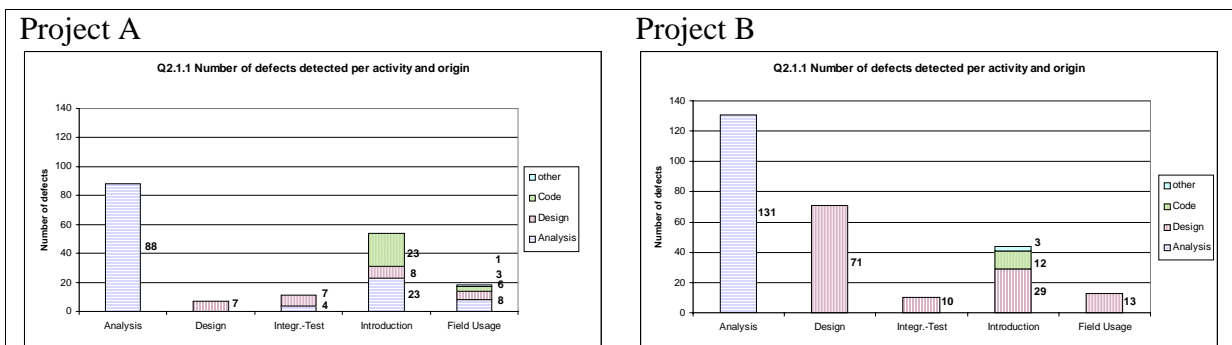 Project A
Q2.1.1 Number of defects detected per activity and origin
Number of defects
140
120
100
80
60
40
20
0
88
7
7
4
23
8
23
1
3
6
8
Analysis
Design
Integr.-Test
Introduction
Field Usage
other
Code
Design
Analysis
Project B
Q2.1.1 Number of defects detected per activity and origin
Number of defects
140
120
100
80
60
40
20
0
131
71
10
3
12
29
13
Analysis
Design
Integr.-Test
Introduction
Field Usage
other
Code
Design
Analysis